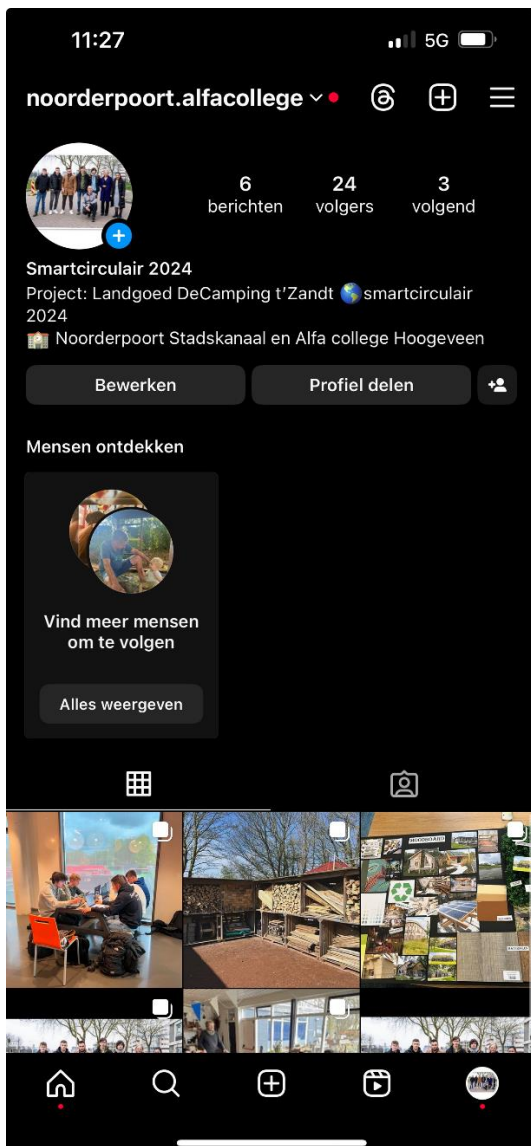 11:27
5G
noorderpoort.alfacollege
6
berichten
24
volgers
3
volgend
Smartcirculair 2024
Project: Landgoed DeCamping t'Zandt 🌎smartcirculair
2024
🏫 Noorderpoort Stadskanaal en Alfa college Hoogeveen
Bewerken
Profiel delen
Mensen ontdekken
Vind meer mensen
om te volgen
Alles weergeven